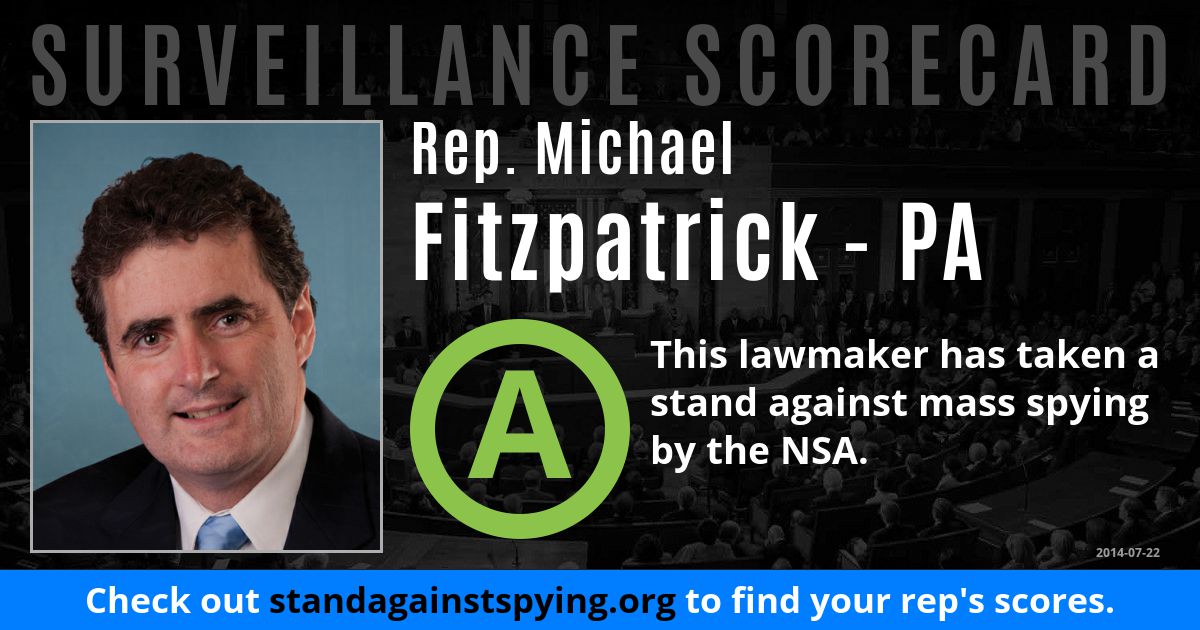 SURVEILLANCE SCORECARD
Rep. Michael
Fitzpatrick - PA
A
This lawmaker has taken a
stand against mass spying
by the NSA.
2014-07-22
Check out standagainstspying.org to find your rep's scores.